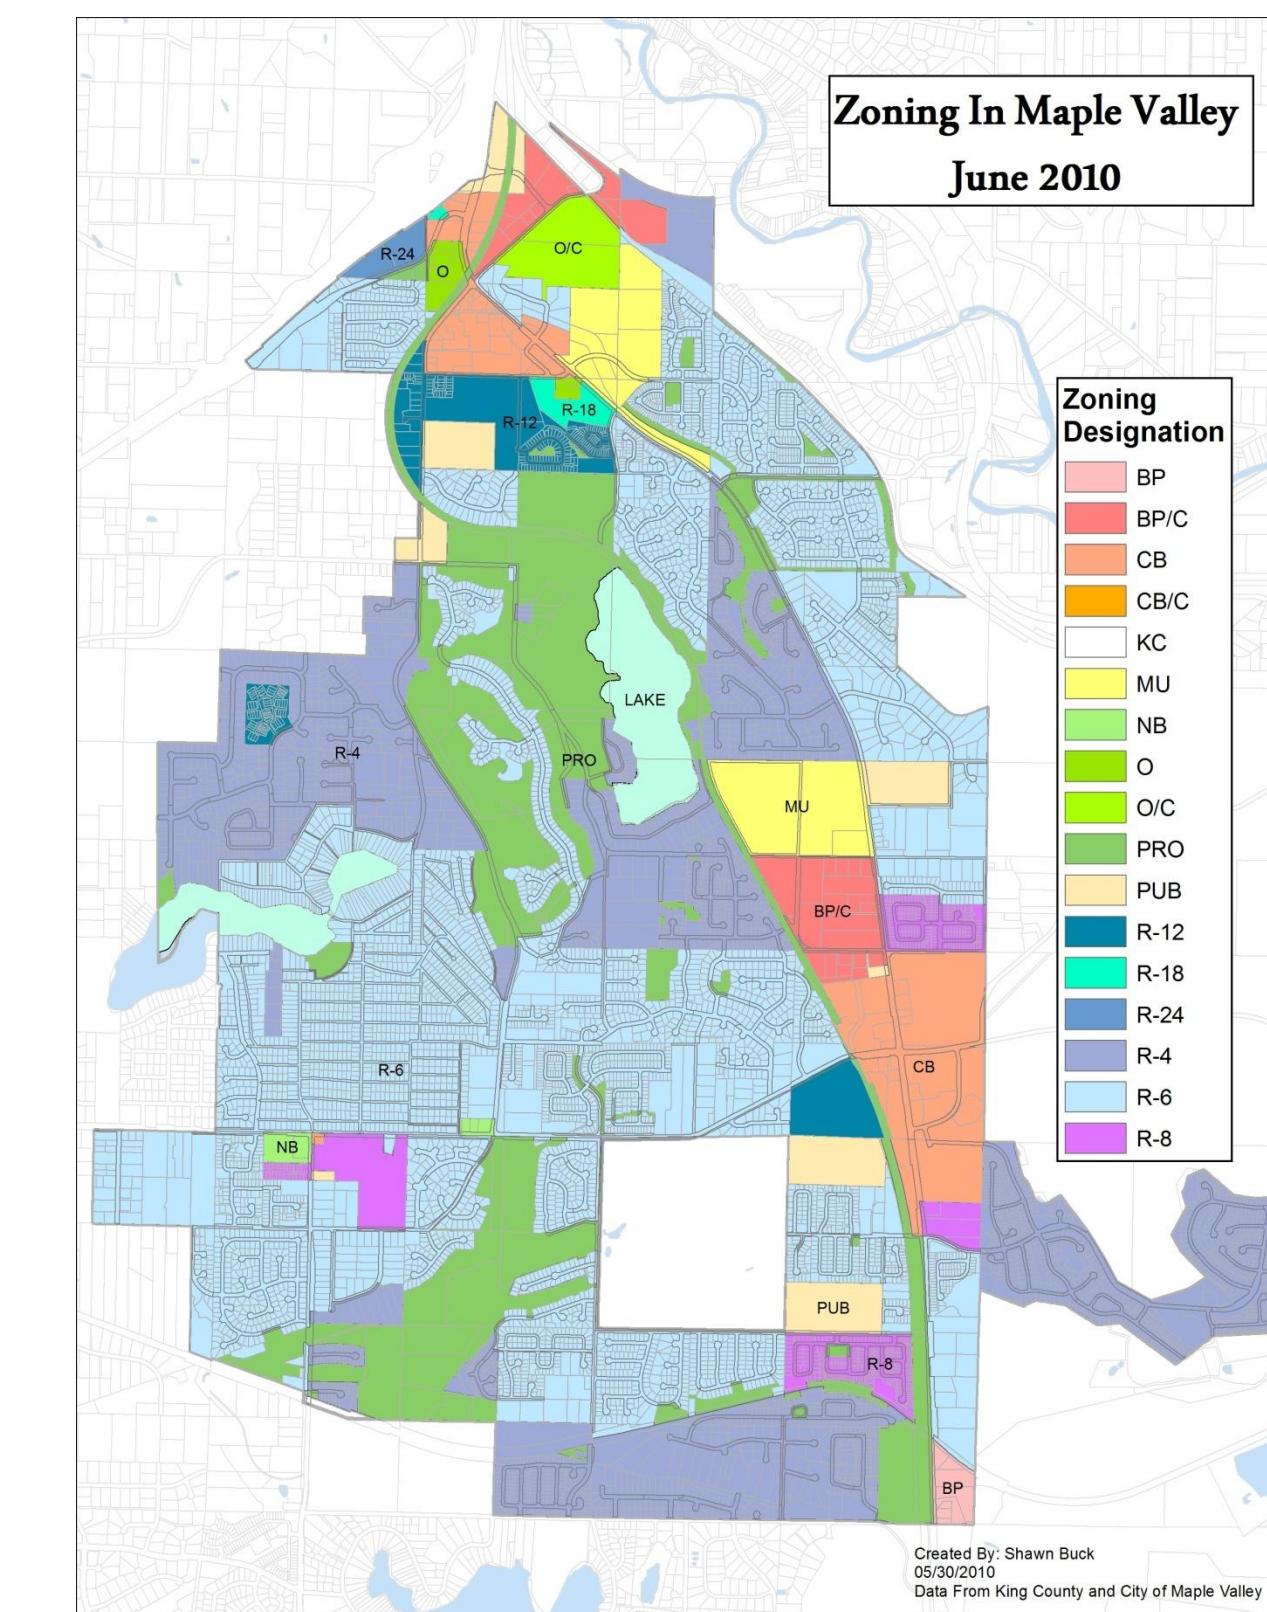 Zoning In Maple Valley
June 2010
R-24
O
O/C
R-12
R-18
LAKE
R-4
PRO
MU
BP/C
CB
R-6
NB
PUB
R-8
BP
Zoning
Designation
BP
BP/C
CB
CB/C
KC
MU
NB
O
O/C
PRO
PUB
R-12
R-18
R-24
R-4
R-6
R-8
Created By: Shawn Buck
05/30/2010
Data From King County and City of Maple Valley